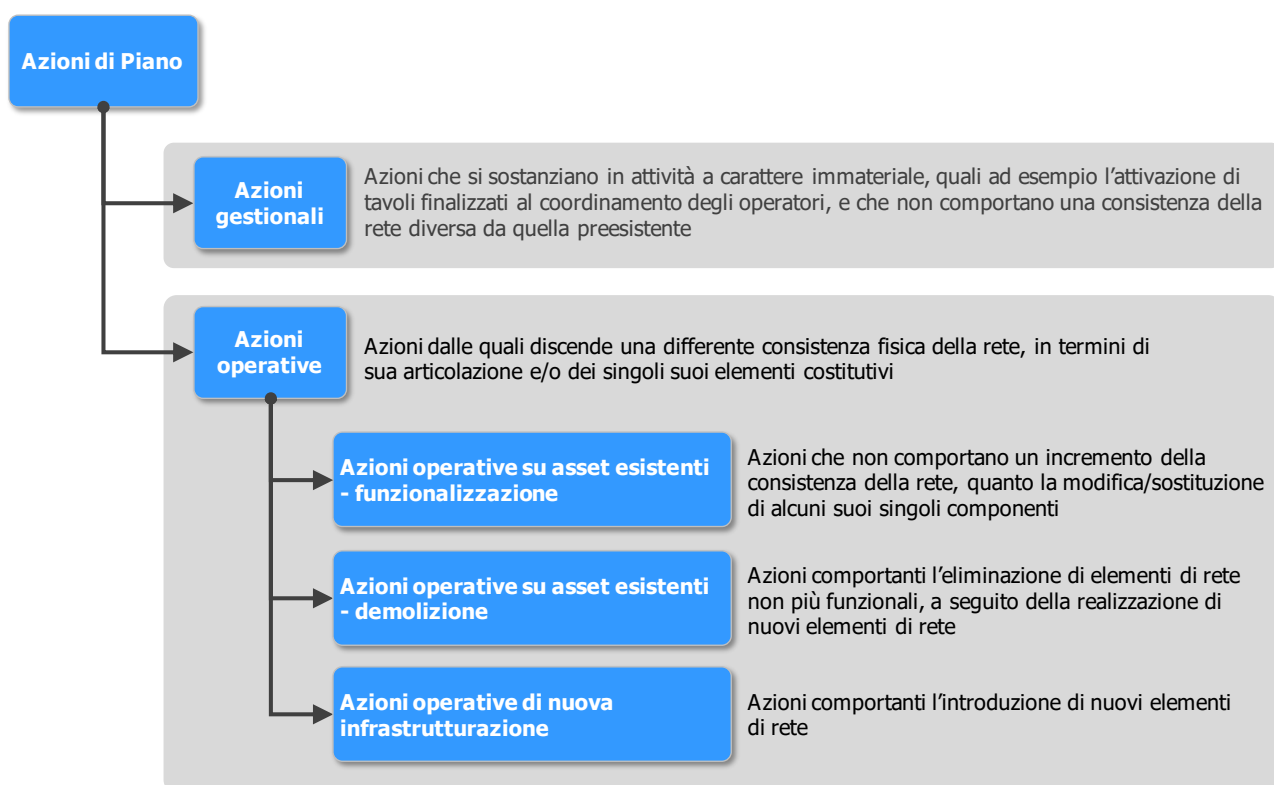 Azioni di Piano
Azioni
gestionali
Azioni che si sostanziano in attività a carattere immateriale, quali ad esempio l’attivazione di
tavoli finalizzati al coordinamento degli operatori, e che non comportano una consistenza della
rete diversa da quella preesistente
Azioni
operative
Azioni dalle quali discende una differente consistenza fisica della rete, in termini di
sua articolazione e/o dei singoli suoi elementi costitutivi
Azioni operative su asset esistenti
- funzionalizzazione
Azioni che non comportano un incremento della
consistenza della rete, quanto la modifica/sostituzione
di alcuni suoi singoli componenti
Azioni operative su asset esistenti
- demolizione
Azioni comportanti l’eliminazione di elementi di rete
non più funzionali, a seguito della realizzazione di
nuovi elementi di rete
Azioni operative di nuova
infrastrutturazione
Azioni comportanti l’introduzione di nuovi elementi
di rete